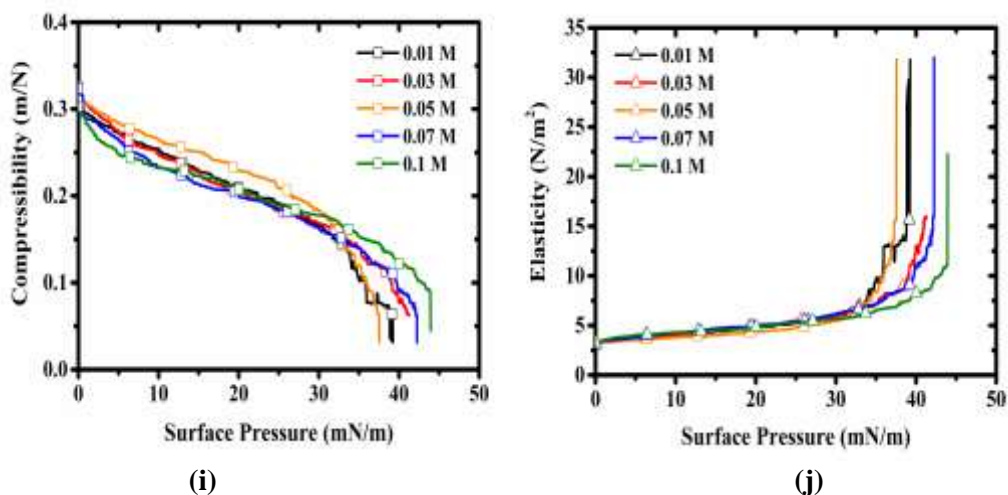 0.4
0.3
0.2
0.1
0.0
Compressibility (m/N)
0.01 M
0.03 M
0.05 M
0.07 M
0.1 M
0 10 20 30 40 50
Surface Pressure (mN/m)
(i)
35
30
25
20
15
10
5
0
Elasticity (N/m²)
0.01 M
0.03 M
0.05 M
0.07 M
0.1 M
0 10 20 30 40 50
Surface Pressure (mN/m)
(j)